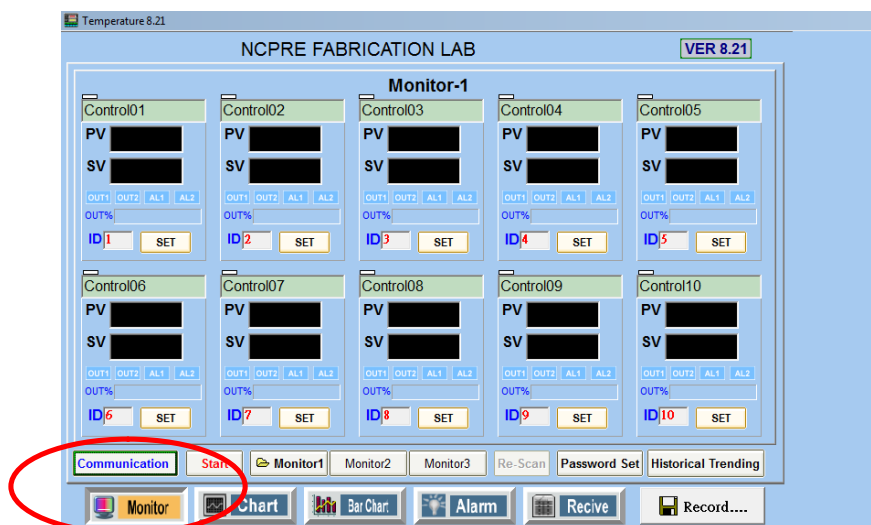 Temperature 8.21
NCPRE FABRICATION LAB VER 8.21
Monitor-1
Control01 Control02 Control03 Control04 Control05
PV PV PV PV PV
SV SV SV SV SV
OUT1 OUT2 AL1 AL2 OUT1 OUT2 AL1 AL2 OUT1 OUT2 AL1 AL2 OUT1 OUT2 AL1 AL2 OUT1 OUT2 AL1 AL2
OUT% OUT% OUT% OUT% OUT%
ID 1 SET ID 2 SET ID 3 SET ID 4 SET ID 5 SET
Control06 Control07 Control08 Control09 Control10
PV PV PV PV PV
SV SV SV SV SV
OUT1 OUT2 AL1 AL2 OUT1 OUT2 AL1 AL2 OUT1 OUT2 AL1 AL2 OUT1 OUT2 AL1 AL2 OUT1 OUT2 AL1 AL2
OUT% OUT% OUT% OUT% OUT%
ID 6 SET ID 7 SET ID 8 SET ID 9 SET ID 10 SET
Communication Start Monitor1 Monitor2 Monitor3 Re-Scan Password Set Historical Trending
Monitor Chart Bar Chart Alarm Recive Record....